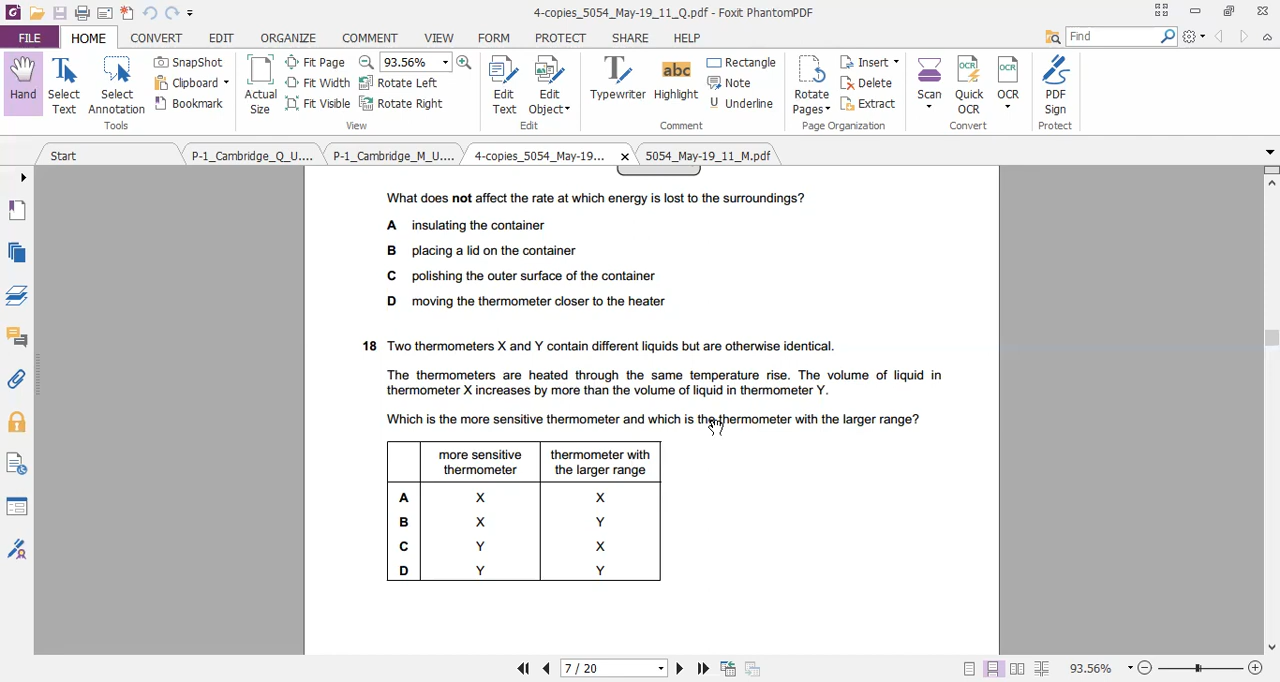 4-copies_5054_May-19_11_Q.pdf - Foxit PhantomPDF
FILE HOME CONVERT EDIT ORGANIZE COMMENT VIEW FORM PROTECT SHARE HELP
Find
Hand
Select Text
Select Annotation
SnapShot
Clipboard
Bookmark
Tools
Actual Size
Fit Page
Fit Width
Fit Visible
93.56%
Rotate Left
Rotate Right
View
Edit Text
Edit Object
Edit
Typewriter
abc
Highlight
Rectangle
Note
Underline
Comment
Rotate Pages
Insert
Delete
Extract
Page Organization
Scan
OCR
Quick OCR
OCR
OCR
Convert
PDF Sign
Protect
Start
P-1_Cambridge_Q_U....
P-1_Cambridge_M_U....
4-copies_5054_May-19...
5054_May-19_11_M.pdf
What does not affect the rate at which energy is lost to the surroundings?
A insulating the container
B placing a lid on the container
C polishing the outer surface of the container
D moving the thermometer closer to the heater
18 Two thermometers X and Y contain different liquids but are otherwise identical.
The thermometers are heated through the same temperature rise. The volume of liquid in
thermometer X increases by more than the volume of liquid in thermometer Y.
Which is the more sensitive thermometer and which is the thermometer with the larger range?
more sensitive thermometer
thermometer with the larger range
A X X
B X Y
C Y X
D Y Y
7 / 20
93.56%